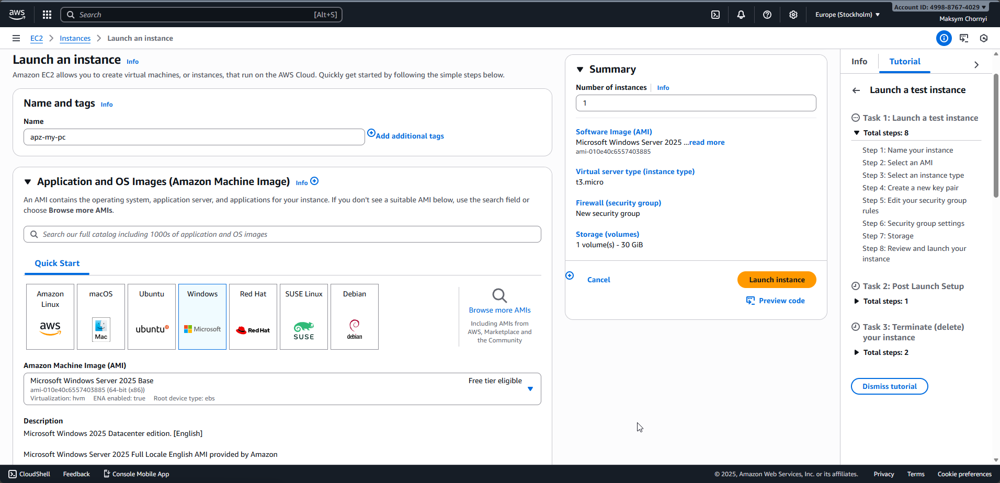 aws
Search
[Alt+S]
Europe (Stockholm)
Account ID: 4998-8767-4029
Maksym Chornyi
EC2
Instances
Launch an instance
Launch an instance
Info
Amazon EC2 allows you to create virtual machines, or instances, that run on the AWS Cloud. Quickly get started by following the simple steps below.
Name and tags
Info
Name
apz-my-pc
Add additional tags
Application and OS Images (Amazon Machine Image)
Info
An AMI contains the operating system, application server, and applications for your instance. If you don't see a suitable AMI below, use the search field or
choose Browse more AMIs.
Search our full catalog including 1000s of application and OS images
Quick Start
Amazon
Linux
aws
macOS
Mac
Ubuntu
ubuntu
Windows
Microsoft
Red Hat
Red Hat
SUSE Linux
SUSE
Debian
debian
Browse more AMIs
Including AMIs from
AWS, Marketplace and
the Community
Amazon Machine Image (AMI)
Microsoft Windows Server 2025 Base
Free tier eligible
ami-010e40c6557403885 (64-bit (x86))
Virtualization: hvm ENA enabled: true Root device type: ebs
Description
Microsoft Windows 2025 Datacenter edition. [English]
Microsoft Windows Server 2025 Full Locale English AMI provided by Amazon
Summary
Number of instances
Info
1
Software Image (AMI)
Microsoft Windows Server 2025 ...read more
ami-010e40c6557403885
Virtual server type (instance type)
t3.micro
Firewall (security group)
New security group
Storage (volumes)
1 volume(s) - 30 GiB
Cancel
Launch instance
Preview code
Info
Tutorial
Launch a test instance
Task 1: Launch a test instance
Total steps: 8
Step 1: Name your instance
Step 2: Select an AMI
Step 3: Select an instance type
Step 4: Create a new key pair
Step 5: Edit your security group
rules
Step 6: Security group settings
Step 7: Storage
Step 8: Review and launch your
instance
Task 2: Post Launch Setup
Total steps: 1
Task 3: Terminate (delete)
your instance
Total steps: 2
Dismiss tutorial
CloudShell
Feedback
Console Mobile App
© 2025, Amazon Web Services, Inc. or its affiliates.
Privacy
Terms
Cookie preferences